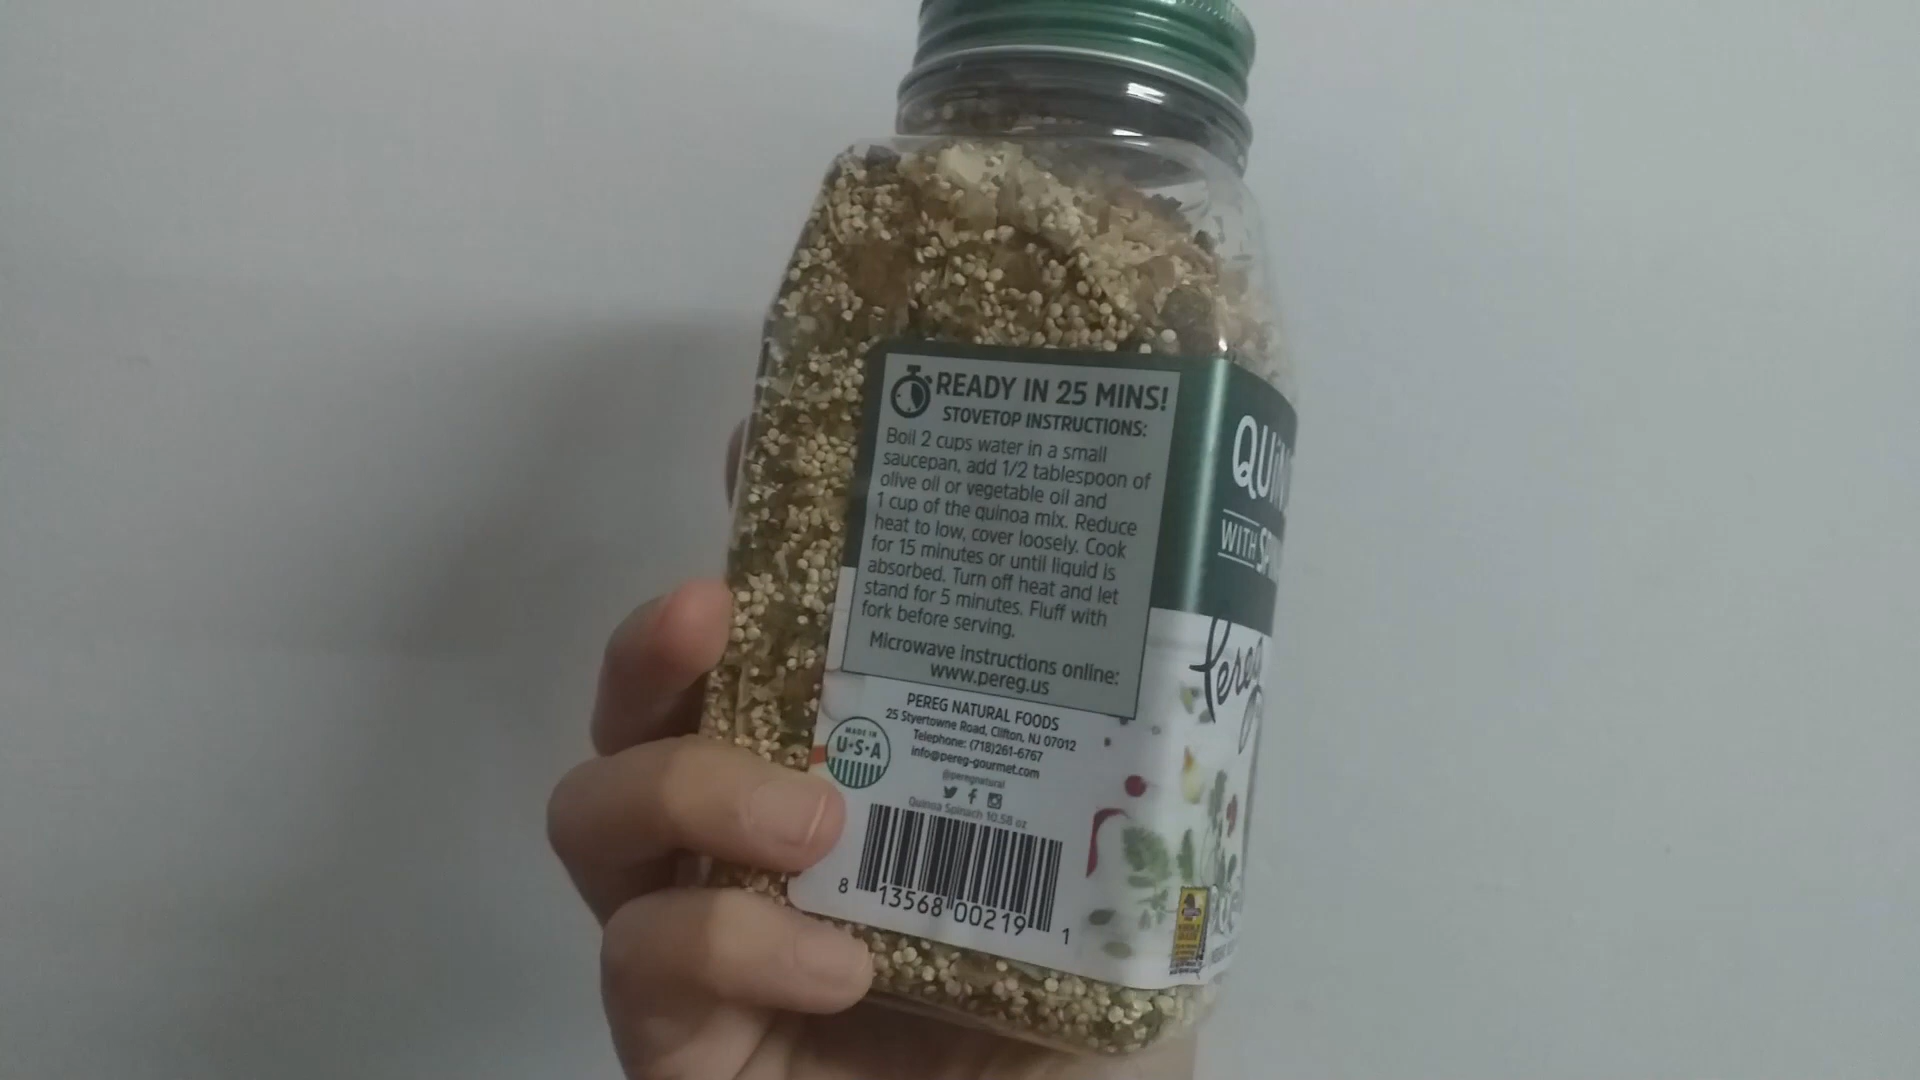 READY IN 25 MINS!
STOVETOP INSTRUCTIONS:
Boil 2 cups water in a small
saucepan, add 1/2 tablespoon of
olive oil or vegetable oil and
1 cup of the quinoa mix. Reduce
heat to low, cover loosely. Cook
for 15 minutes or until liquid is
absorbed. Turn off heat and let
stand for 5 minutes. Fluff with
fork before serving.
Microwave instructions online:
www.pereg.us
PEREG NATURAL FOODS
25 Styertowne Road, Clifton, NJ 07012
Telephone: (718)261-6767
info@pereg-gourmet.com
@peregnatural
MADE IN
U•S•A
Quinoa Spinach 10.58 oz
8 13568 00219 1
QUIN
WITH SPI
Pereg